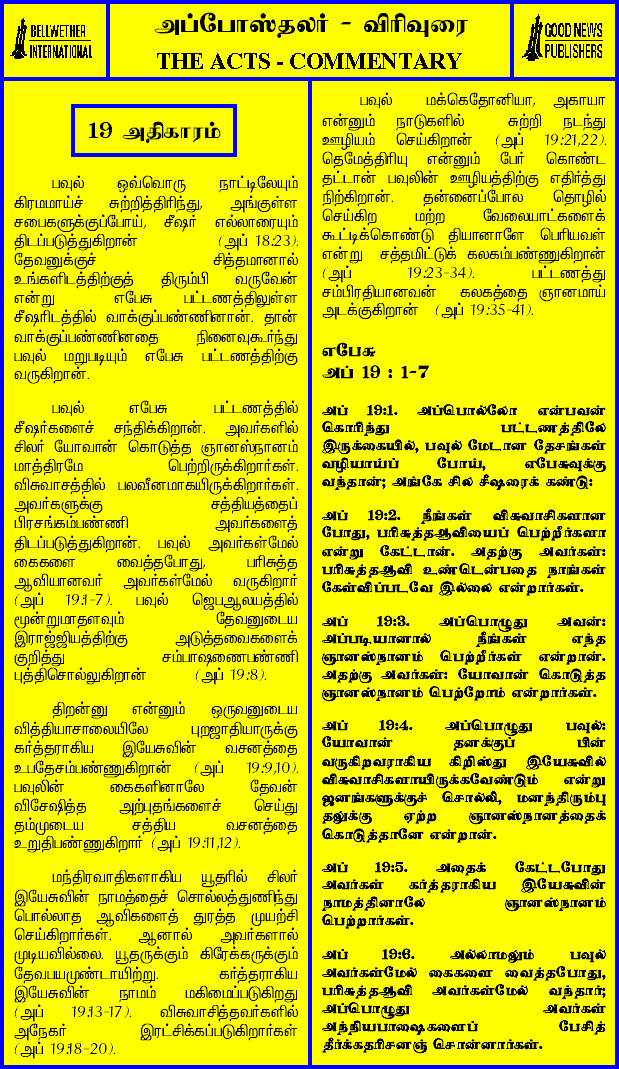 BELLWETHER
INTERNATIONAL
அப்போஸ்தலர் - விரிவுரை
THE ACTS - COMMENTARY
GOOD NEWS
PUBLISHERS
19 அதிகாரம்
பவுல் ஒவ்வொரு நாட்டிலேயும்
கிரமமாய்ச் சுற்றித்திரிந்து, அங்குள்ள
சபைகளுக்குப்போய், சீஷர் எல்லாரையும்
திடப்படுத்துகிறான் (அப் 18:23).
தேவனுக்குச் சித்தமானால்
உங்களிடத்திற்குத் திரும்பி வருவேன்
என்று எபேசு பட்டணத்திலுள்ள
சீஷரிடத்தில் வாக்குப்பண்ணினான். தான்
வாக்குப்பண்ணினதை நினைவுகூர்ந்து
பவுல் மறுபடியும் எபேசு பட்டணத்திற்கு
வருகிறான்.
பவுல் எபேசு பட்டணத்தில்
சீஷர்களைச் சந்திக்கிறான். அவர்களில்
சிலர் யோவான் கொடுத்த ஞானஸ்நானம்
மாத்திரமே பெற்றிருக்கிறார்கள்.
விசுவாசத்தில் பலவீனமாகயிருக்கிறார்கள்.
அவர்களுக்கு சத்தியத்தைப்
பிரசங்கம்பண்ணி அவர்களைத்
திடப்படுத்துகிறான். பவுல் அவர்கள்மேல்
கைகளை வைத்தபோது, பரிசுத்த
ஆவியானவர் அவர்கள்மேல் வருகிறார்
(அப் 19:1-7). பவுல் ஜெபஆலயத்தில்
மூன்றுமாதளவும் தேவனுடைய
இராஜ்ஜியத்திற்கு அடுத்தவைகளைக்
குறித்து சம்பாஷணைபண்ணி
புத்திசொல்லுகிறான் (அப் 19:8).
திறன்னு என்னும் ஒருவனுடைய
வித்தியாசாலையிலே புறஜாதியாருக்கு
கர்த்தராகிய இயேசுவின் வசனத்தை
உபதேசம்பண்ணுகிறான் (அப் 19:9,10).
பவுலின் கைகளினாலே தேவன்
விசேஷித்த அற்புதங்களைச் செய்து
தம்முடைய சத்திய வசனத்தை
உறுதிபண்ணுகிறார் (அப் 19:11,12).
மந்திரவாதிகளாகிய யூதரில் சிலர்
இயேசுவின் நாமத்தைச் சொல்லத்துணிந்து
பொல்லாத ஆவிகளைத் துரத்த முயற்சி
செய்கிறார்கள். ஆனால் அவர்களால்
முடியவில்லை. யூதருக்கும் கிரேக்கருக்கும்
தேவபயமுண்டாயிற்று. கர்த்தராகிய
இயேசுவின் நாமம் மகிமைப்படுகிறது
(அப் 19:13-17). விசுவாசித்தவர்களில்
அநேகர் இரட்சிக்கப்படுகிறார்கள்
(அப் 19:18-20).
பவுல் மக்கெதோனியா, அகாயா
என்னும் நாடுகளில் சுற்றி நடந்து
ஊழியம் செய்கிறான் (அப் 19:21,22).
தெமேத்திரியு என்னும் பேர் கொண்ட
தட்டான் பவுலின் ஊழியத்திற்கு எதிர்த்து
நிற்கிறான். தன்னைப்போல தொழில்
செய்கிற மற்ற வேலையாட்களைக்
கூட்டிக்கொண்டு தியானாளே பெரியவள்
என்று சத்தமிட்டுக் கலகம்பண்ணுகிறான்
(அப் 19:23-34). பட்டணத்து
சம்பிரதியானவன் கலகத்தை ஞானமாய்
அடக்குகிறான் (அப் 19:35-41).
எபேசு
அப் 19 : 1-7
அப் 19:1. அப்பொல்லோ என்பவன்
கொரிந்து பட்டணத்திலே
இருக்கையில், பவுல் மேடான தேசங்கள்
வழியாய்ப் போய், எபேசுவுக்கு
வந்தான்; அங்கே சில சீஷரைக் கண்டு:
அப் 19:2. நீங்கள் விசுவாசிகளான
போது, பரிசுத்தஆவியைப் பெற்றீர்களா
என்று கேட்டான். அதற்கு அவர்கள்:
பரிசுத்தஆவி உண்டென்பதை நாங்கள்
கேள்விப்படவே இல்லை என்றார்கள்.
அப் 19:3. அப்பொழுது அவன்:
அப்படியானால் நீங்கள் எந்த
ஞானஸ்நானம் பெற்றீர்கள் என்றான்.
அதற்கு அவர்கள்: யோவான் கொடுத்த
ஞானஸ்நானம் பெற்றோம் என்றார்கள்.
அப் 19:4. அப்பொழுது பவுல்:
யோவான் தனக்குப் பின்
வருகிறவராகிய கிறிஸ்து இயேசுவில்
விசுவாசிகளாயிருக்கவேண்டும் என்று
ஜனங்களுக்குச் சொல்லி, மனந்திரும்பு
தலுக்கு ஏற்ற ஞானஸ்நானத்தைக்
கொடுத்தானே என்றான்.
அப் 19:5. அதைக் கேட்டபோது
அவர்கள் கர்த்தராகிய இயேசுவின்
நாமத்தினாலே ஞானஸ்நானம்
பெற்றார்கள்.
அப் 19:6. அல்லாமலும் பவுல்
அவர்கள்மேல் கைகளை வைத்தபோது,
பரிசுத்தஆவி அவர்கள்மேல் வந்தார்;
அப்பொழுது அவர்கள்
அந்நியபாஷைகளைப் பேசித்
தீர்க்கதரிசனஞ் சொன்னார்கள்.